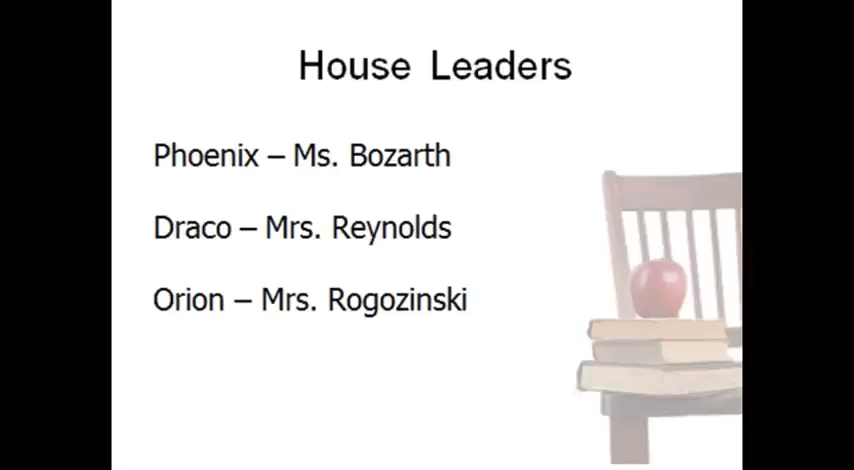 House Leaders
Phoenix – Ms. Bozarth
Draco – Mrs. Reynolds
Orion – Mrs. Rogozinski